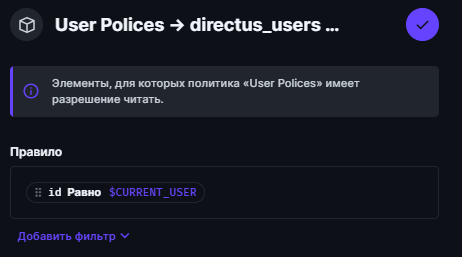 User Polices → directus_users ...
Элементы, для которых политика «User Polices» имеет
разрешение читать.
Правило
id Равно $CURRENT_USER
Добавить фильтр